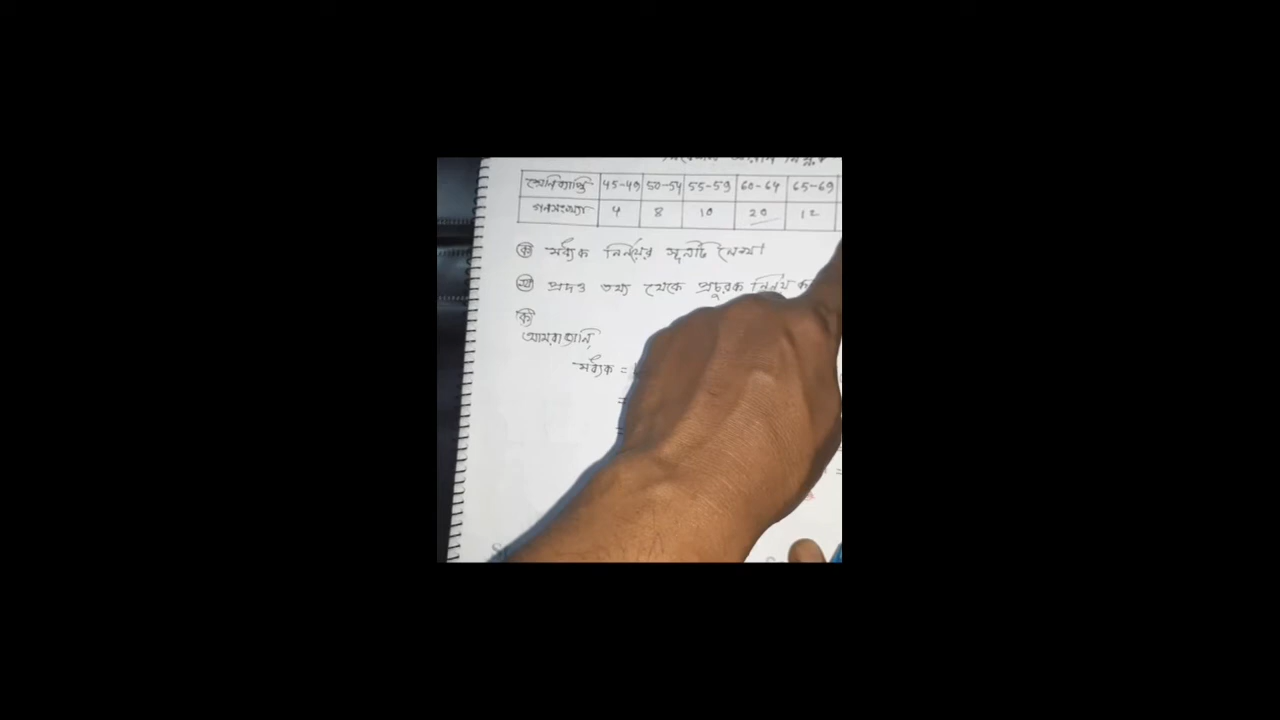 শ্রেণিব্যাপ্তি 45-49 50-54 55-59 60-64 65-69
গণসংখ্যা 4 8 10 20 12
ক মধ্যক নির্ণয়ের সূত্রটি লেখ।
খ প্রদত্ত তথ্য থেকে প্রচুরক নির্ণয়
ক
আমরা জানি,
মধ্যক =
=
=